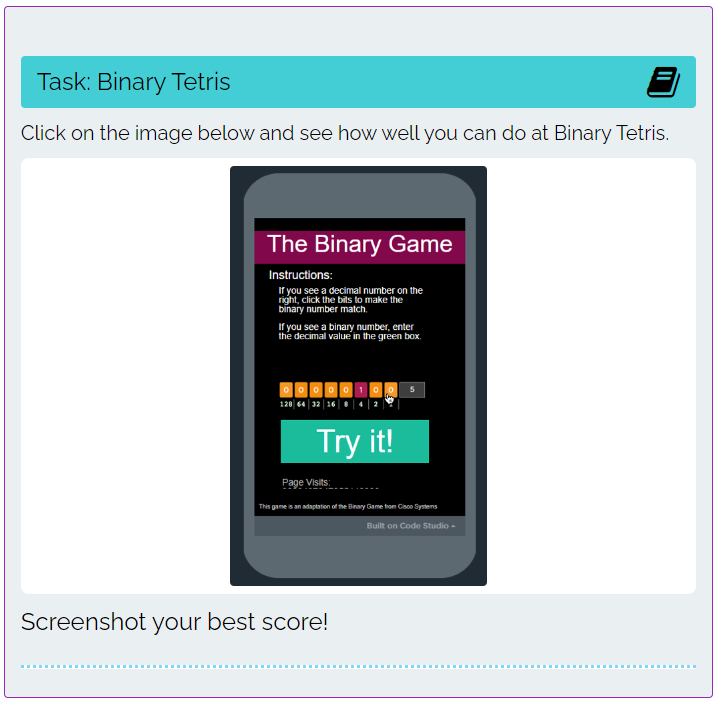 Task: Binary Tetris
Click on the image below and see how well you can do at Binary Tetris.
The Binary Game
Instructions:
If you see a decimal number on the
right, click the bits to make the
binary number match.
If you see a binary number, enter
the decimal value in the green box.
0 0 0 0 0 1 0 0 5
128 64 32 16 8 4 2
Try it!
Page Visits:
This game is an adaptation of the Binary Game from Cisco Systems
Built on Code Studio
Screenshot your best score!